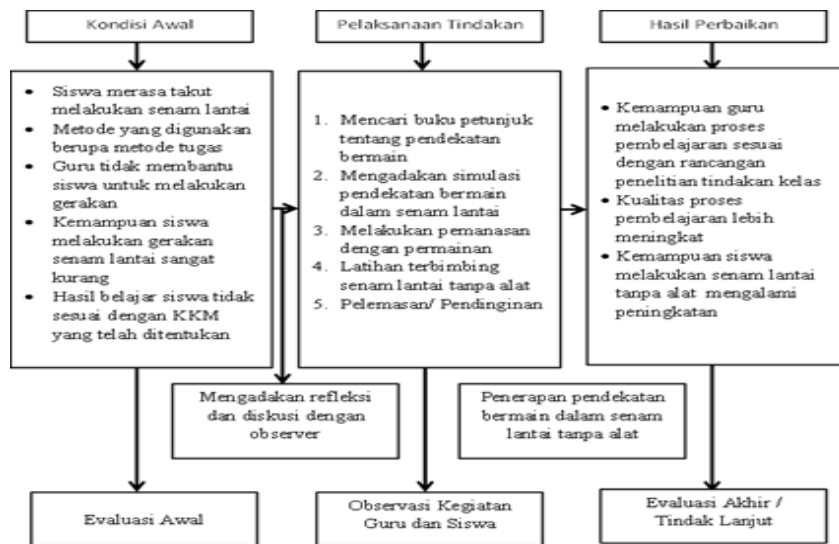 Kondisi Awal
Pelaksanaan Tindakan
Hasil Perbaikan
• Siswa merasa takut
melakukan senam lantai
• Metode yang digunakan
berupa metode tugas
• Guru tidak membantu
siswa untuk melakukan
gerakan
• Kemampuan siswa
melakukan gerakan
senam lantai sangat
kurang
• Hasil belajar siswa tidak
sesuai dengan KKM
yang telah ditentukan
1. Mencari buku petunjuk
tentang pendekatan
bermain
2. Mengadakan simulasi
pendekatan bermain
dalam senam lantai
3. Melakukan pemanasan
dengan permainan
4. Latihan terbimbing
senam lantai tanpa alat
5. Pelemasan/ Pendinginan
• Kemampuan guru
melakukan proses
pembelajaran sesuai
dengan rancangan
penelitian tindakan kelas
• Kualitas proses
pembelajaran lebih
meningkat
• Kemampuan siswa
melakukan senam lantai
tanpa alat mengalami
peningkatan
Mengadakan refleksi
dan diskusi dengan
observer
Penerapan pendekatan
bermain dalam senam
lantai tanpa alat
Evaluasi Awal
Observasi Kegiatan
Guru dan Siswa
Evaluasi Akhir /
Tindak Lanjut